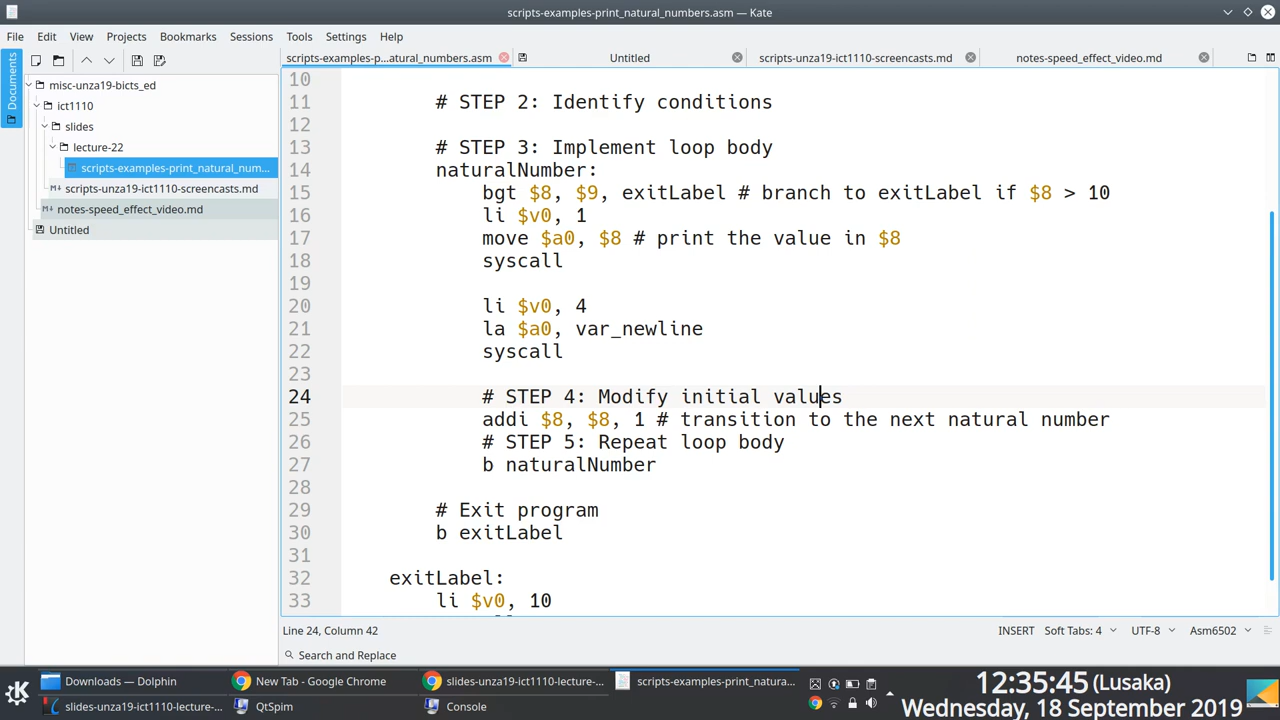 scripts-examples-print_natural_numbers.asm — Kate
File Edit View Projects Bookmarks Sessions Tools Settings Help
Documents
misc-unza19-bicts_ed
ict1110
slides
lecture-22
scripts-examples-print_natural_num...
scripts-unza19-ict1110-screencasts.md
notes-speed_effect_video.md
Untitled
scripts-examples-p...atural_numbers.asm Untitled scripts-unza19-ict1110-screencasts.md notes-speed_effect_video.md
10
11 # STEP 2: Identify conditions
12
13 # STEP 3: Implement loop body
14 naturalNumber:
15 bgt $8, $9, exitLabel # branch to exitLabel if $8 > 10
16 li $v0, 1
17 move $a0, $8 # print the value in $8
18 syscall
19
20 li $v0, 4
21 la $a0, var_newline
22 syscall
23
24 # STEP 4: Modify initial values
25 addi $8, $8, 1 # transition to the next natural number
26 # STEP 5: Repeat loop body
27 b naturalNumber
28
29 # Exit program
30 b exitLabel
31
32 exitLabel:
33 li $v0, 10
Line 24, Column 42 INSERT Soft Tabs: 4 UTF-8 Asm6502
Search and Replace
Downloads — Dolphin New Tab - Google Chrome slides-unza19-ict1110-lecture-... scripts-examples-print_natura...
slides-unza19-ict1110-lecture-... QtSpim Console
12:35:45 (Lusaka)
Wednesday, 18 September 2019